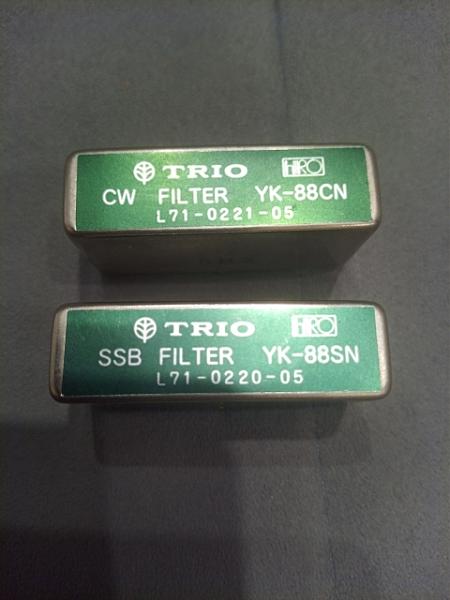 TRIO HIRO
CW FILTER YK-88CN
L71-0221-05
TRIO HIRO
SSB FILTER YK-88SN
L71-0220-05